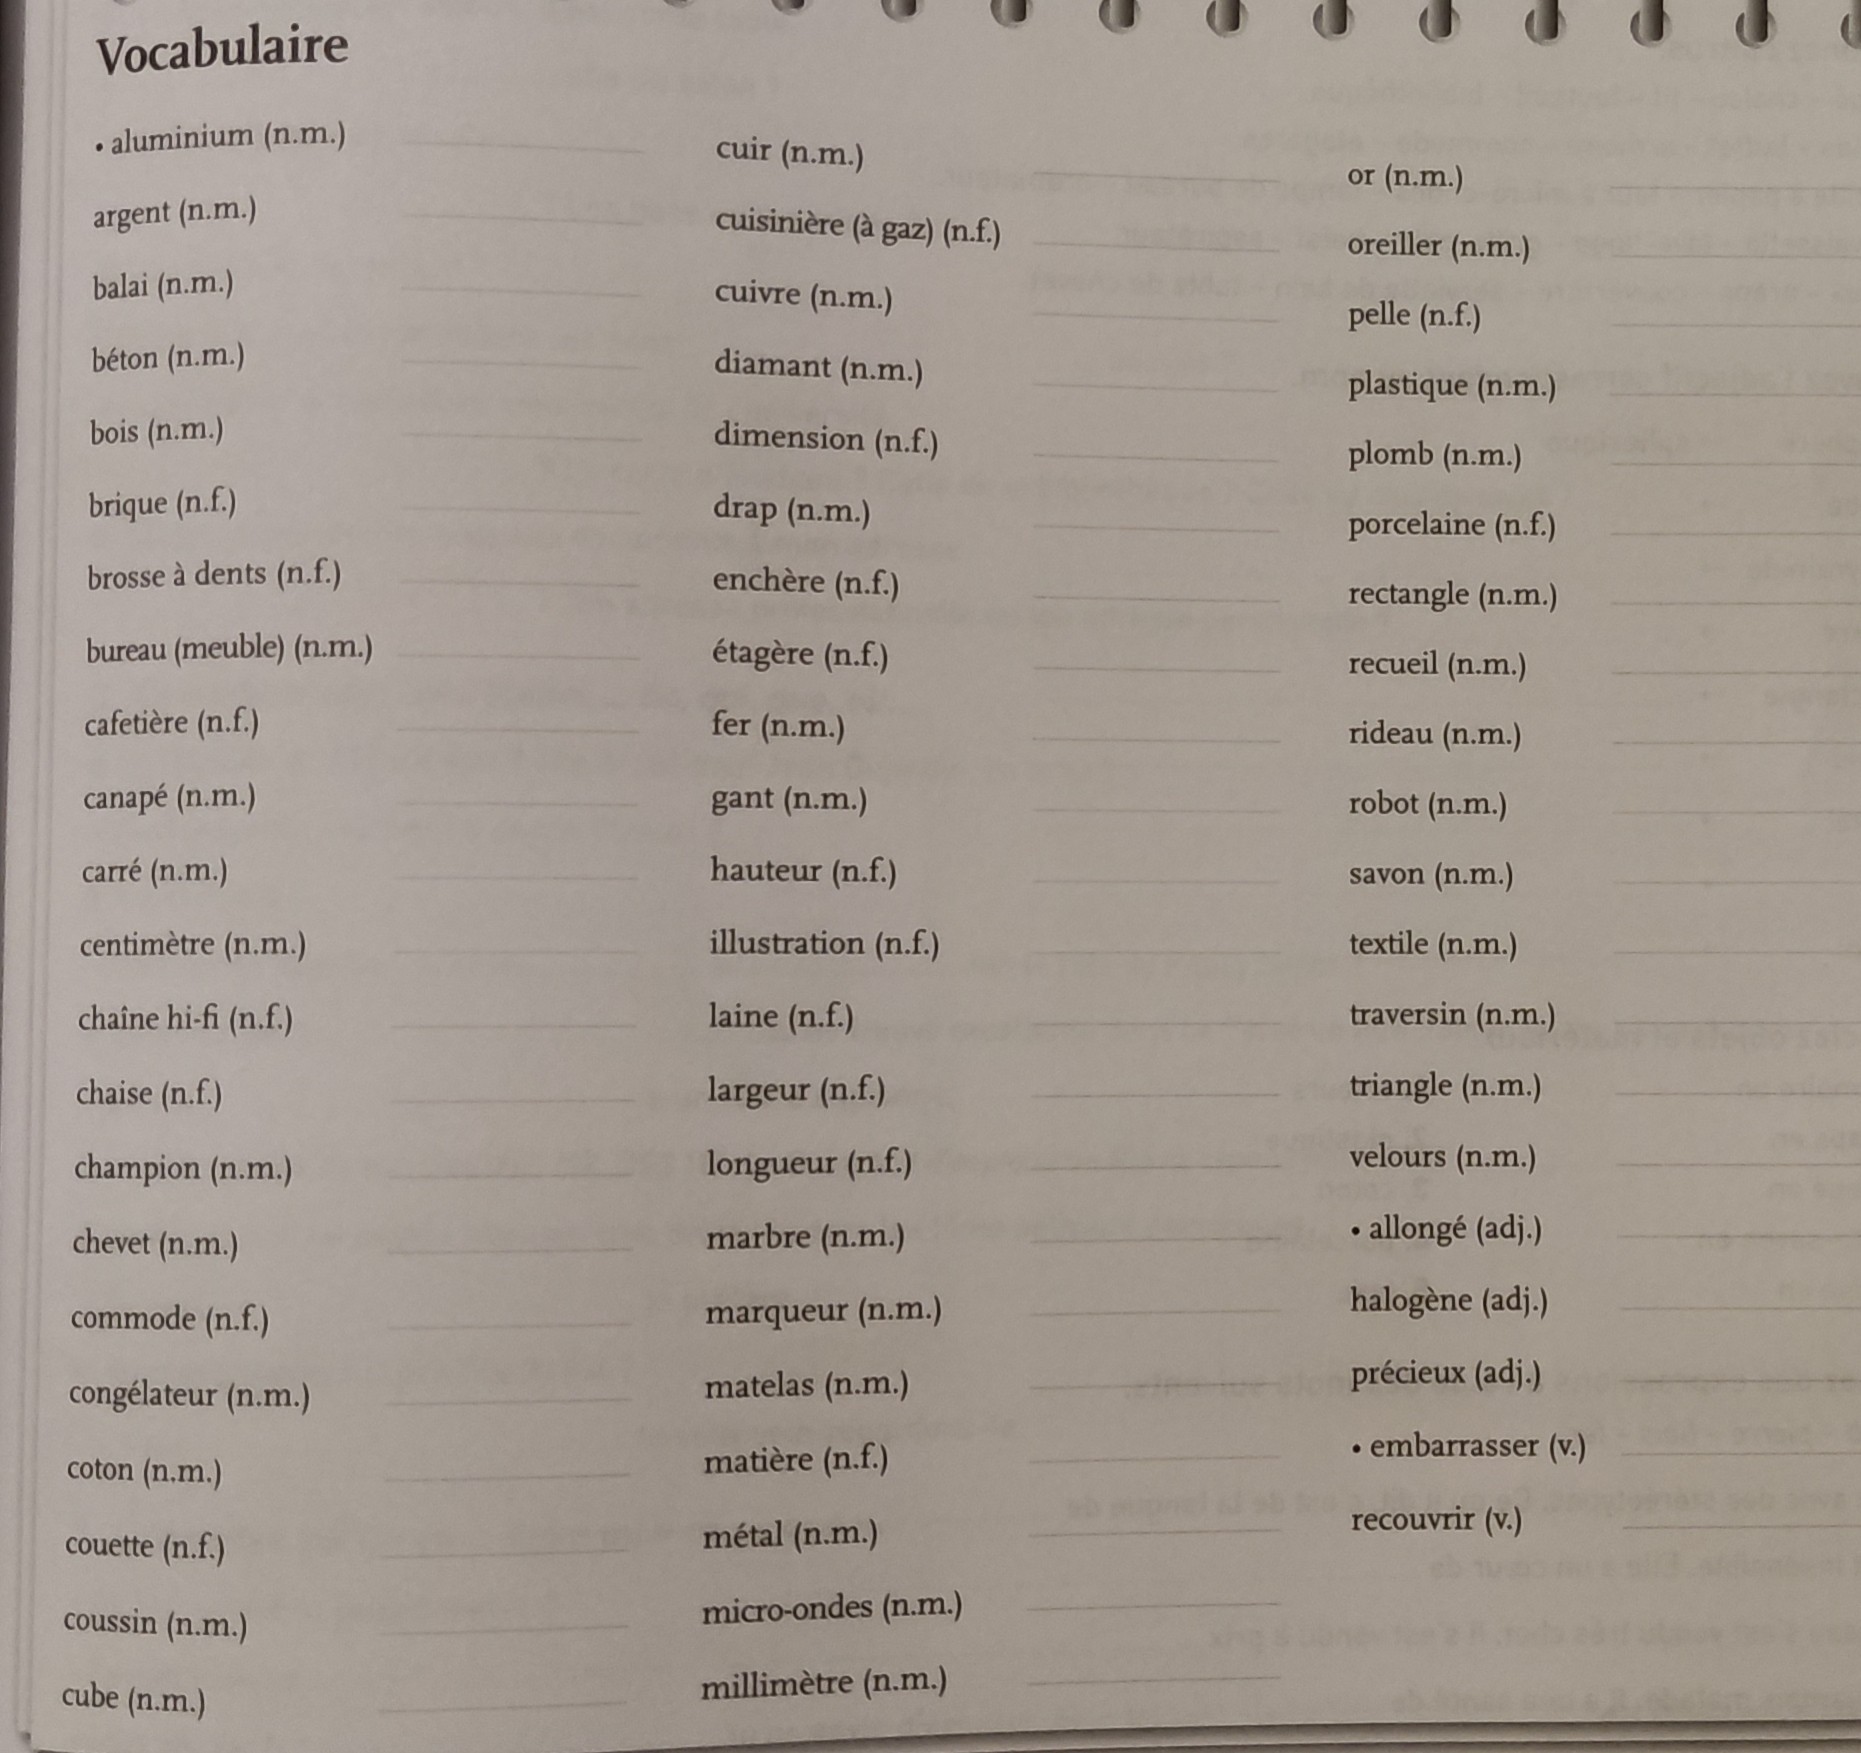 Vocabulaire
• aluminium (n.m.)
argent (n.m.)
balai (n.m.)
béton (n.m.)
bois (n.m.)
brique (n.f.)
brosse à dents (n.f.)
bureau (meuble) (n.m.)
cafetière (n.f.)
canapé (n.m.)
carré (n.m.)
centimètre (n.m.)
chaîne hi-fi (n.f.)
chaise (n.f.)
champion (n.m.)
chevet (n.m.)
commode (n.f.)
congélateur (n.m.)
coton (n.m.)
couette (n.f.)
coussin (n.m.)
cube (n.m.)
cuir (n.m.)
cuisinière (à gaz) (n.f.)
cuivre (n.m.)
diamant (n.m.)
dimension (n.f.)
drap (n.m.)
enchère (n.f.)
étagère (n.f.)
fer (n.m.)
gant (n.m.)
hauteur (n.f.)
illustration (n.f.)
laine (n.f.)
largeur (n.f.)
longueur (n.f.)
marbre (n.m.)
marqueur (n.m.)
matelas (n.m.)
matière (n.f.)
métal (n.m.)
micro-ondes (n.m.)
millimètre (n.m.)
or (n.m.)
oreiller (n.m.)
pelle (n.f.)
plastique (n.m.)
plomb (n.m.)
porcelaine (n.f.)
rectangle (n.m.)
recueil (n.m.)
rideau (n.m.)
robot (n.m.)
savon (n.m.)
textile (n.m.)
traversin (n.m.)
triangle (n.m.)
velours (n.m.)
• allongé (adj.)
halogène (adj.)
précieux (adj.)
• embarrasser (v.)
recouvrir (v.)